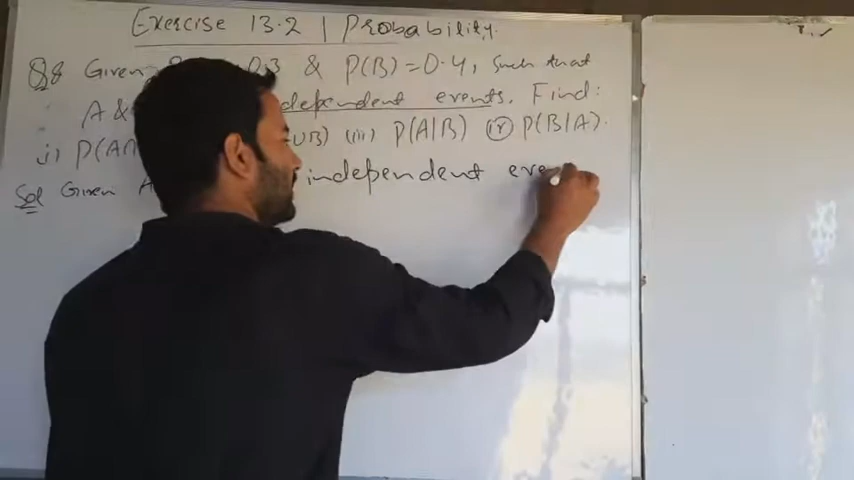 Exercise 13.2 | Probability
Q8 Given 0.3 & P(B) = 0.4, such that
A & independent events. Find:
i) P(A UB) (iii) P(A|B) (iv) P(B|A).
Sol Given independent eve